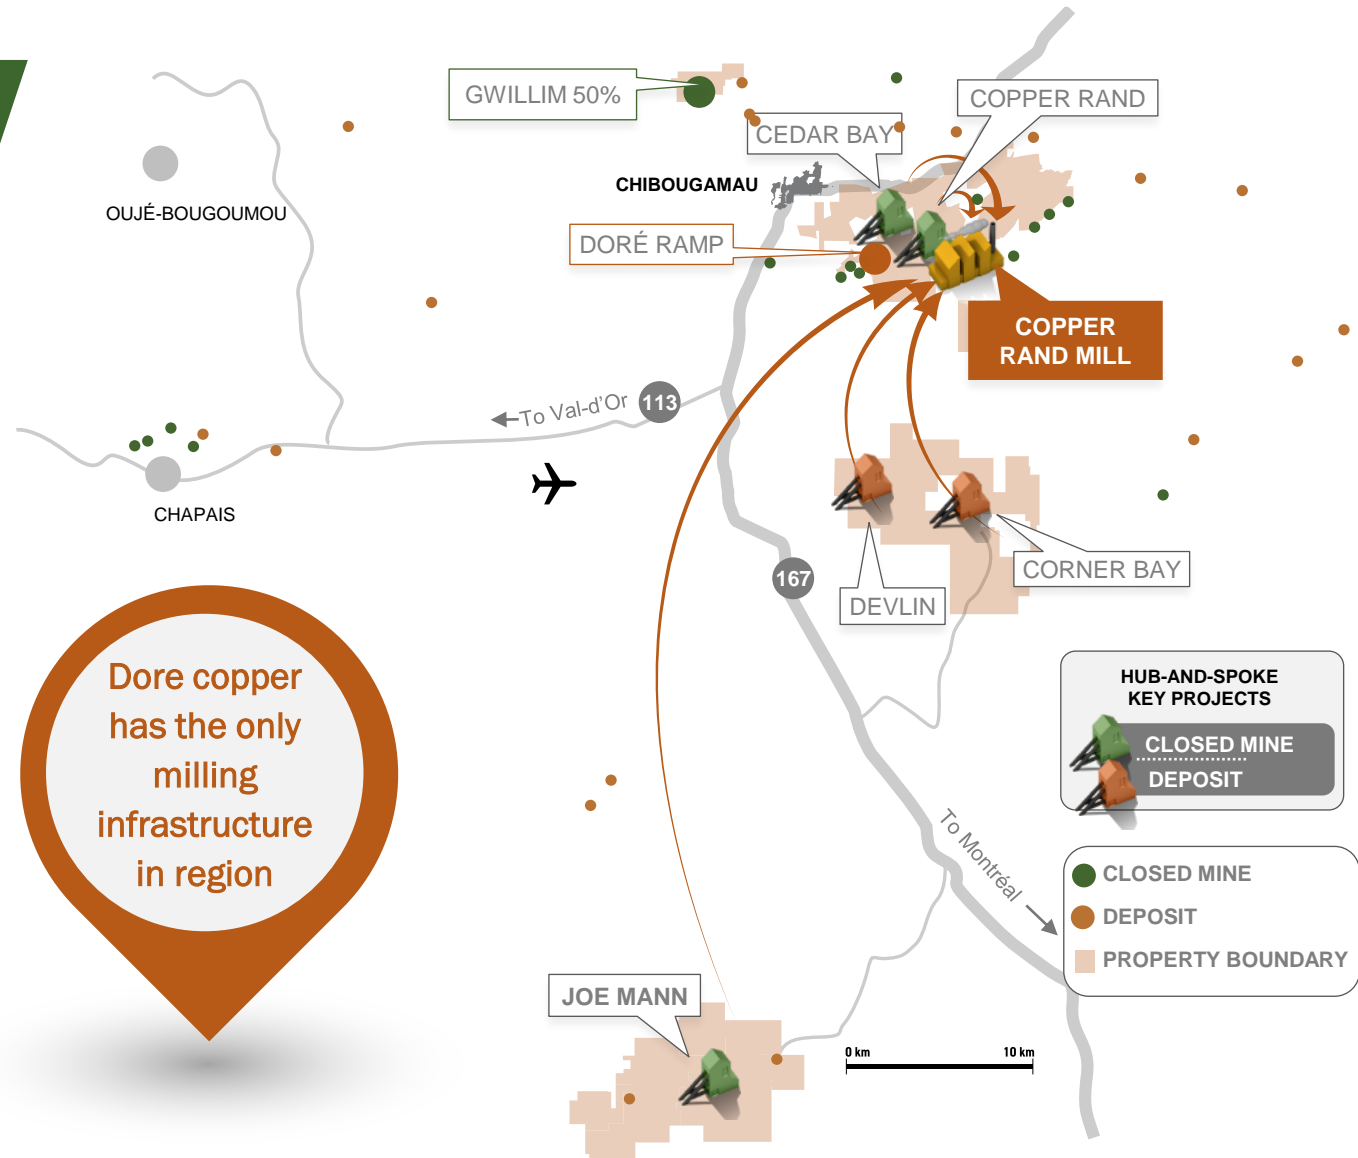 GWILLIM 50%
COPPER RAND
CEDAR BAY
CHIBOUGAMAU
OUJÉ-BOUGOUMOU
DORÉ RAMP
COPPER
RAND MILL
To Val-d'Or
113
CHAPAIS
167
CORNER BAY
DEVLIN
Dore copper
has the only
milling
infrastructure
in region
HUB-AND-SPOKE
KEY PROJECTS
CLOSED MINE
DEPOSIT
To Montréal
CLOSED MINE
DEPOSIT
PROPERTY BOUNDARY
JOE MANN
0 km
10 km